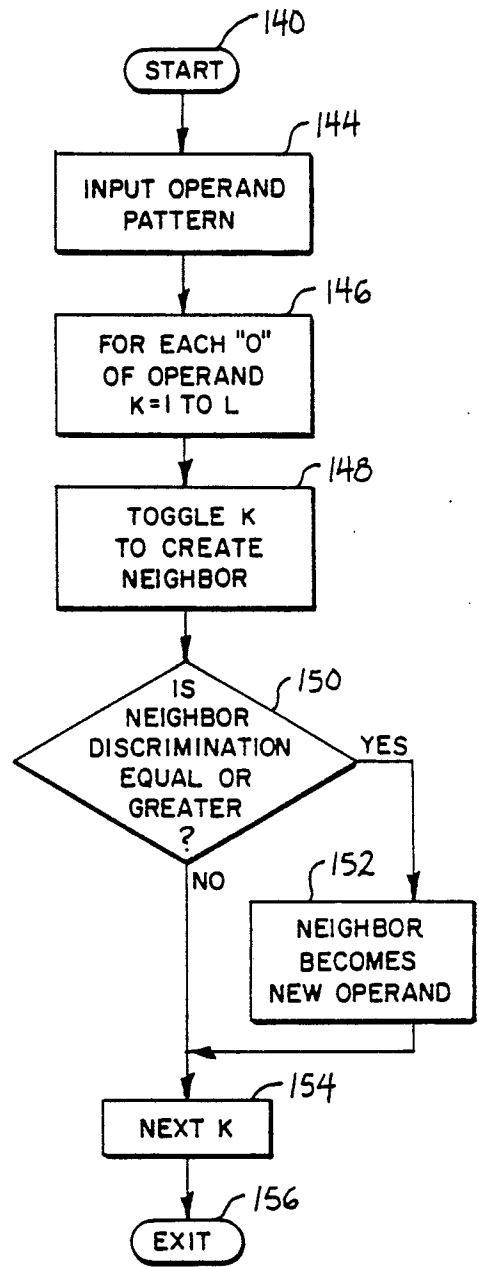 140
START
144
INPUT OPERAND
PATTERN
146
FOR EACH "O"
OF OPERAND
K=1 TO L
148
TOGGLE K
TO CREATE
NEIGHBOR
150
IS
NEIGHBOR
DISCRIMINATION
EQUAL OR
GREATER
?
YES
NO
152
NEIGHBOR
BECOMES
NEW OPERAND
154
NEXT K
156
EXIT